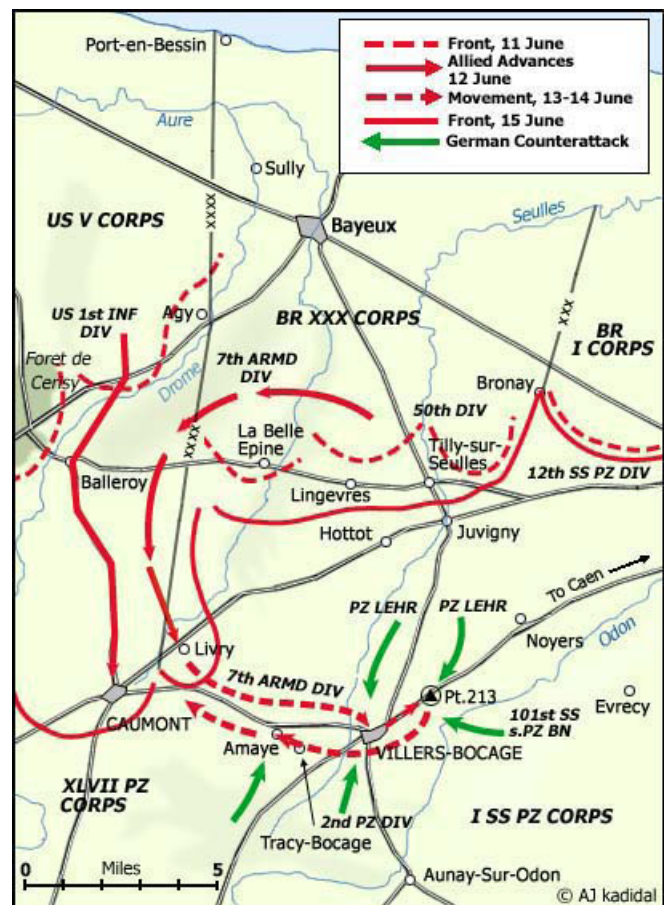 Front, 11 June
Allied Advances
12 June
Movement, 13-14 June
Front, 15 June
German Counterattack
Port-en-Bessin
Aure
Sully
Seulles
Bayeux
US V CORPS
XXXX
US 1st INF
DIV
Agy
BR XXX CORPS
XXX
BR
I CORPS
Foret de
Cerisy
Drome
7th ARMD
DIV
Bronay
50th DIV
XXXX
La Belle
Epine
Tilly-sur-
Seulles
Balleroy
Lingevres
12th SS PZ DIV
Hottot
Juvigny
To Caen
PZ LEHR
PZ LEHR
Noyers
Odon
Livry
7th ARMD DIV
Pt.213
Evrecy
CAUMONT
101st SS
s.PZ BN
Amaye
VILLERS-BOCAGE
XLVII PZ
CORPS
2nd PZ DIV
I SS PZ CORPS
Tracy-Bocage
0 Miles 5
Aunay-Sur-Odon
© AJ kadidal